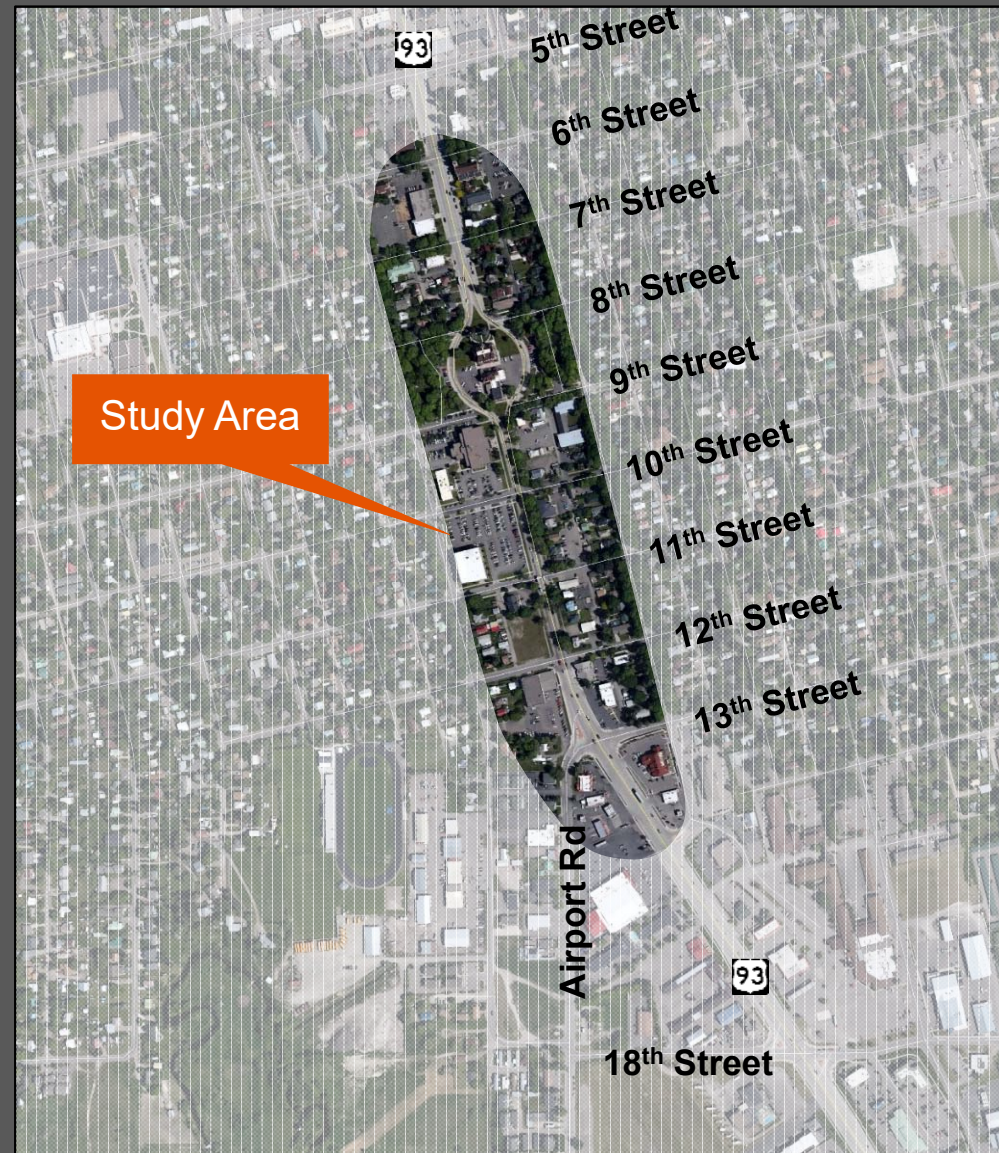 93
5th Street
6th Street
7th Street
8th Street
9th Street
Study Area
10th Street
11th Street
12th Street
13th Street
Airport Rd
93
18th Street